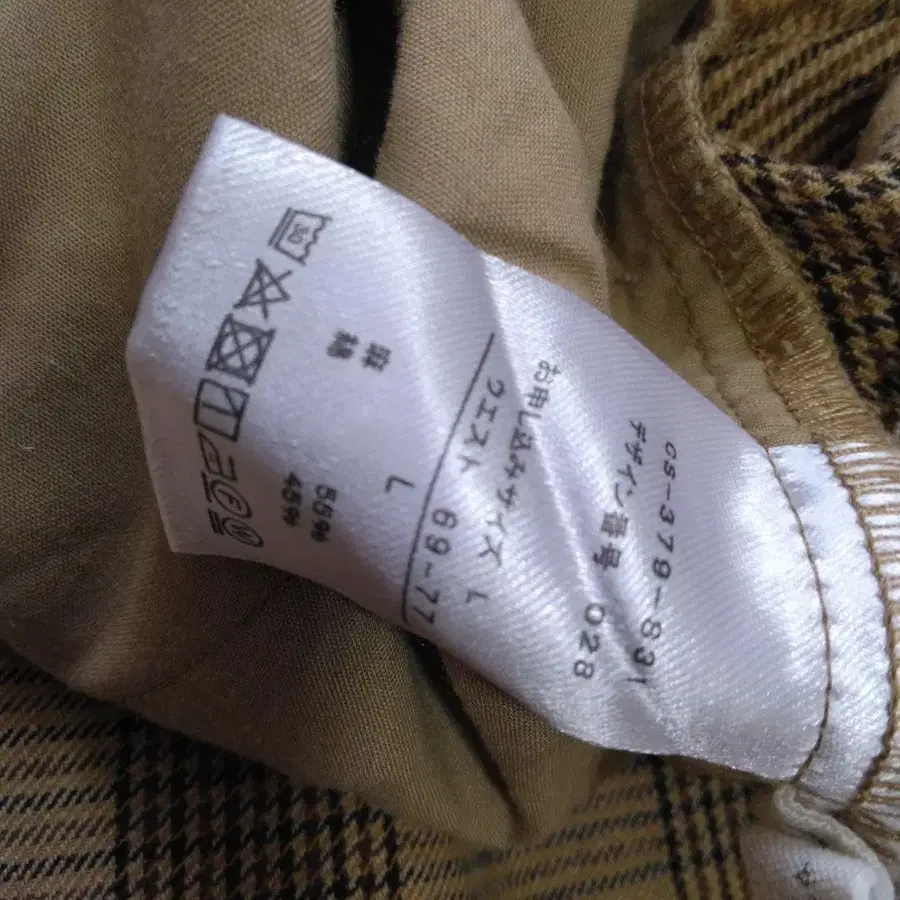 CS-379-831
デザイン番号 028
お申し込みサイズ L
ウエスト 69-77
L
麻 55%
綿 45%
30 F W